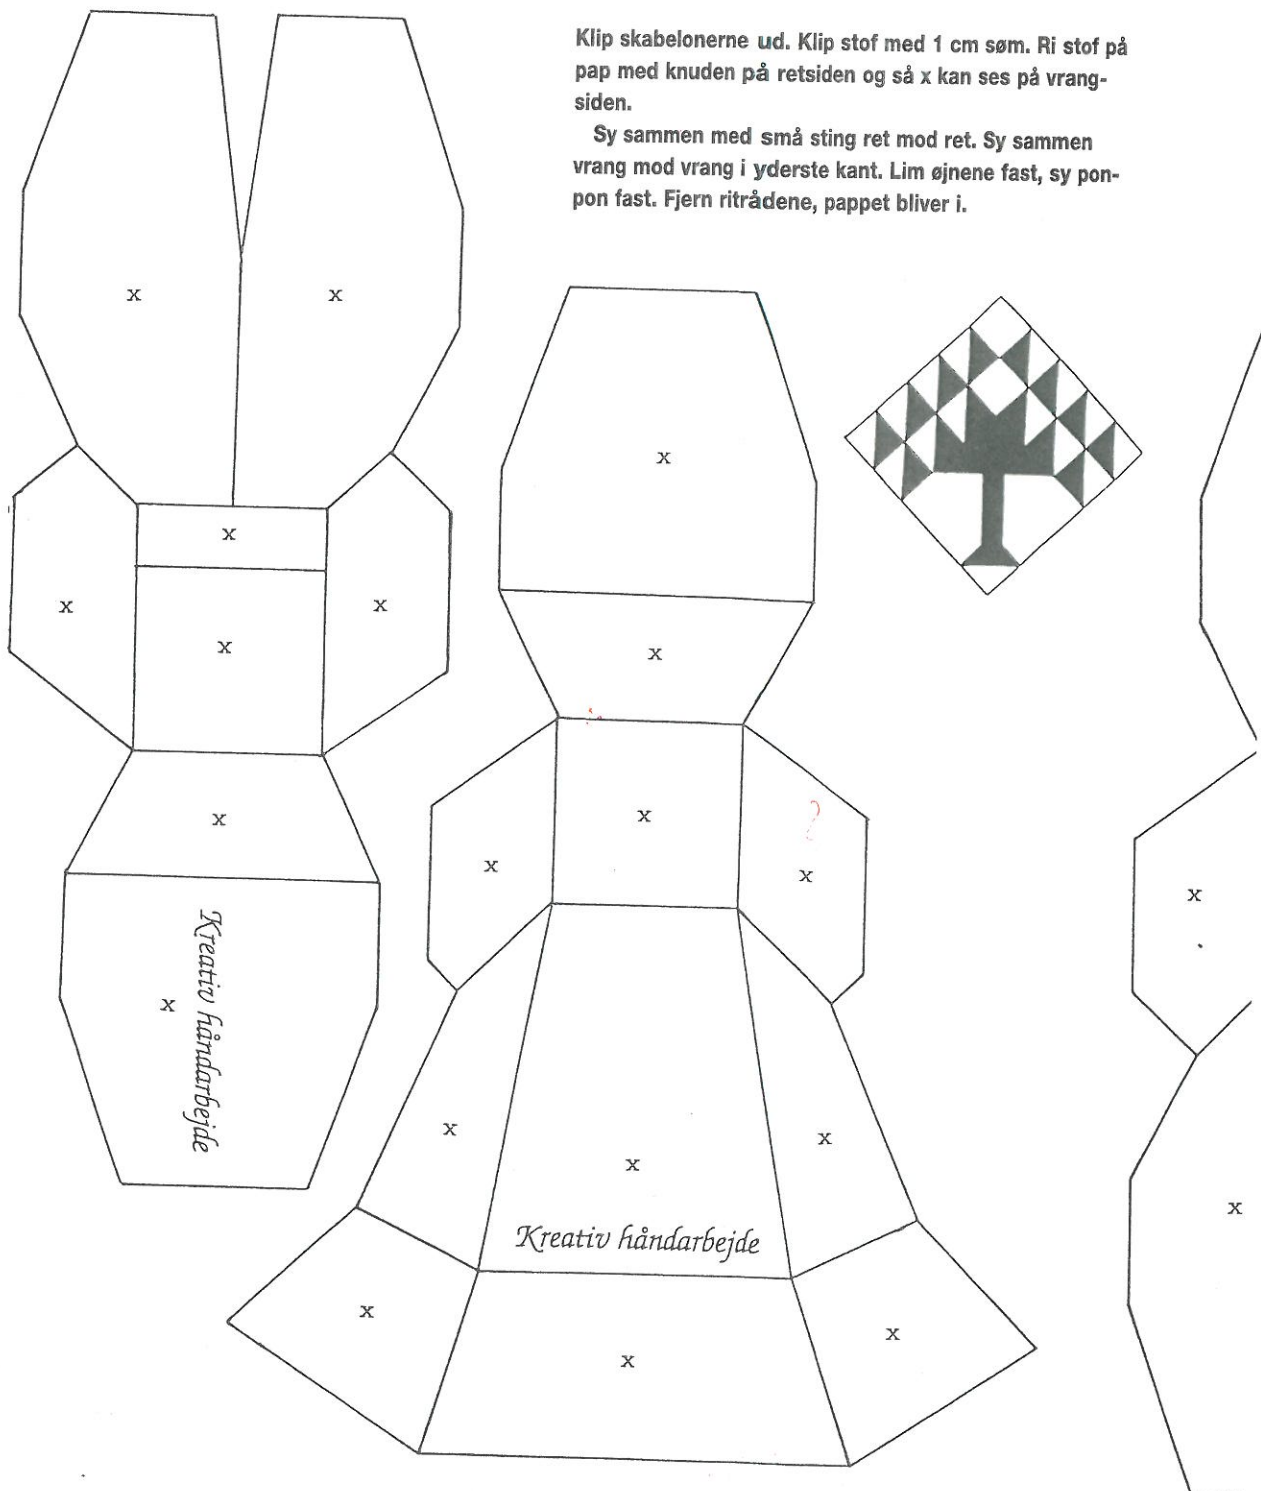 Klip skabelonerne ud. Klip stof med 1 cm søm. Ri stof på
pap med knuden på retsiden og så x kan ses på vrang-
siden.
Sy sammen med små sting ret mod ret. Sy sammen
vrang mod vrang i yderste kant. Lim øjnene fast, sy pon-
pon fast. Fjern ritrådene, pappet bliver i.
x x
x
x
x
x x
x
x
x
x
x
x
x
x
Kreativ håndarbejde
x
x
x
x
x
Kreativ håndarbejde
x
x
x
x